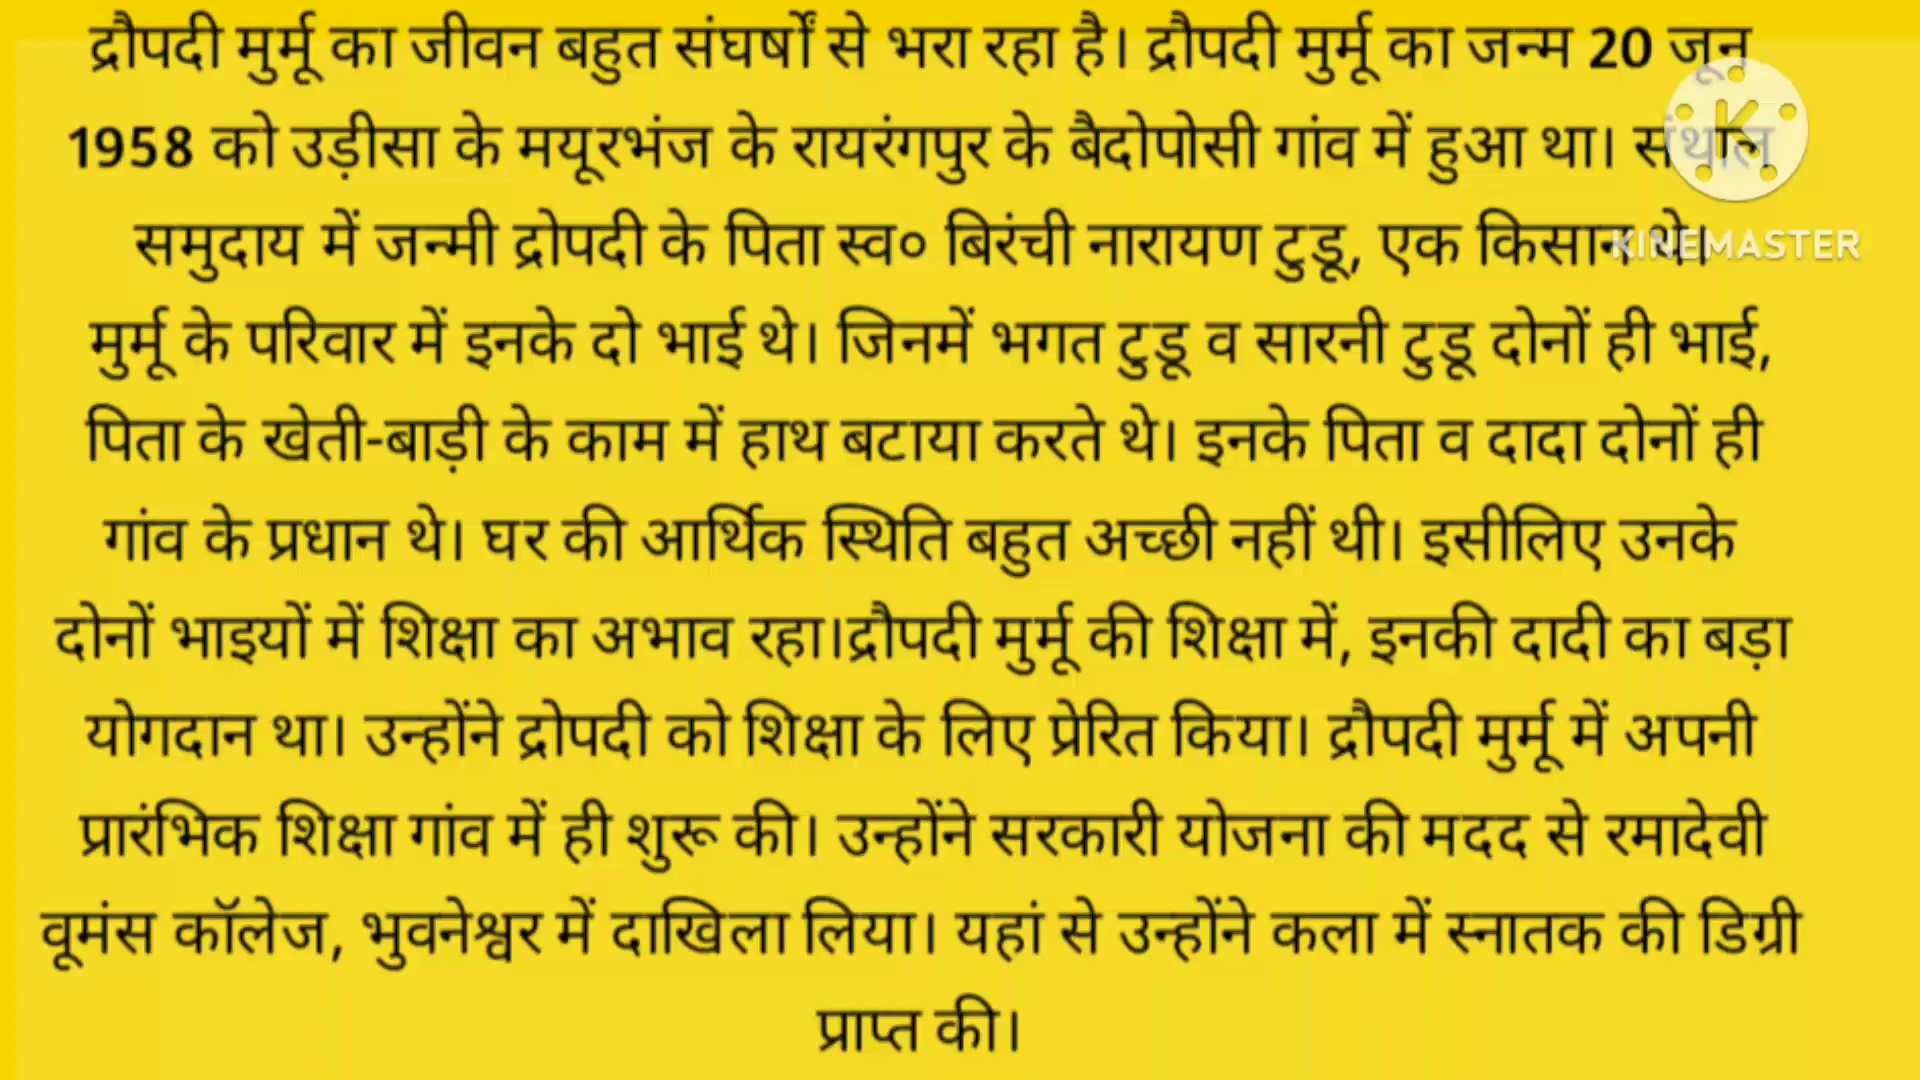 द्रौपदी मुर्मू का जीवन बहुत संघर्षों से भरा रहा है। द्रौपदी मुर्मू का जन्म 20 जून
1958 को उड़ीसा के मयूरभंज के रायरंगपुर के बैदोपोसी गांव में हुआ था। संथाल
समुदाय में जन्मी द्रोपदी के पिता स्व० बिरंची नारायण टुडू, एक किसान थे।
KINEMASTER
मुर्मू के परिवार में इनके दो भाई थे। जिनमें भगत टुडू व सारनी टुडू दोनों ही भाई,
पिता के खेती-बाड़ी के काम में हाथ बटाया करते थे। इनके पिता व दादा दोनों ही
गांव के प्रधान थे। घर की आर्थिक स्थिति बहुत अच्छी नहीं थी। इसीलिए उनके
दोनों भाइयों में शिक्षा का अभाव रहा।द्रौपदी मुर्मू की शिक्षा में, इनकी दादी का बड़ा
योगदान था। उन्होंने द्रोपदी को शिक्षा के लिए प्रेरित किया। द्रौपदी मुर्मू में अपनी
प्रारंभिक शिक्षा गांव में ही शुरू की। उन्होंने सरकारी योजना की मदद से रमादेवी
वूमंस कॉलेज, भुवनेश्वर में दाखिला लिया। यहां से उन्होंने कला में स्नातक की डिग्री
प्राप्त की।